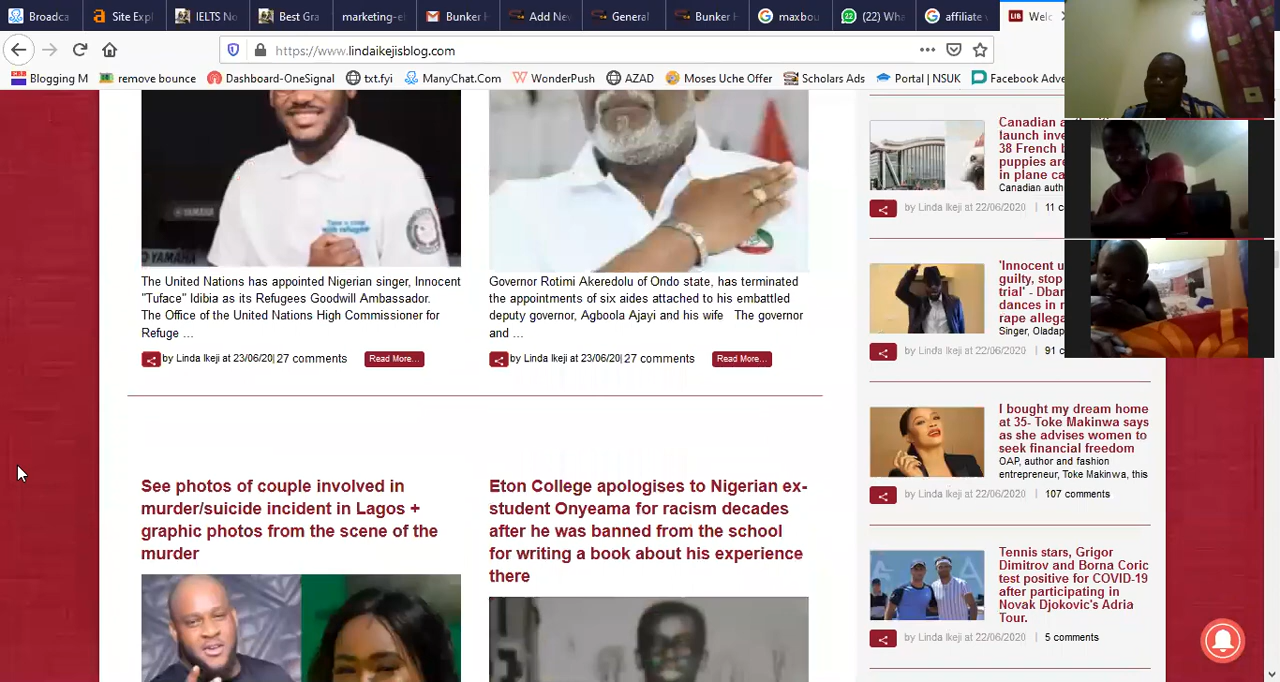 Broadca
Site Expl
IELTS No
Best Gra
marketing-el
Bunker H
Add New
General
Bunker H
maxbou
(22) Wha
affiliate v
LIB
Welc
https://www.lindaikejisblog.com
Blogging M
remove bounce
Dashboard-OneSignal
txt.fyi
ManyChat.Com
WonderPush
AZAD
Moses Uche Offer
Scholars Ads
Portal | NSUK
Facebook Adve
YAMAHA
The United Nations has appointed Nigerian singer, Innocent
"Tuface" Idibia as its Refugees Goodwill Ambassador.
The Office of the United Nations High Commissioner for
Refuge ...
by Linda Ikeji at 23/06/20| 27 comments
Read More...
Governor Rotimi Akeredolu of Ondo state, has terminated
the appointments of six aides attached to his embattled
deputy governor, Agboola Ajayi and his wife   The governor
and ...
by Linda Ikeji at 23/06/20| 27 comments
Read More...
See photos of couple involved in
murder/suicide incident in Lagos +
graphic photos from the scene of the
murder
Eton College apologises to Nigerian ex-
student Onyeama for racism decades
after he was banned from the school
for writing a book about his experience
there
Canadian a
launch inve
38 French b
puppies are
in plane ca
Canadian auth
by Linda Ikeji at 22/06/2020 | 11 c
'Innocent u
guilty, stop
trial' - Dban
dances in n
rape allega
Singer, Oladap
by Linda Ikeji at 22/06/2020 | 91 c
I bought my dream home
at 35- Toke Makinwa says
as she advises women to
seek financial freedom
OAP, author and fashion
entrepreneur, Toke Makinwa, this
by Linda Ikeji at 22/06/2020 | 107 comments
Tennis stars, Grigor
Dimitrov and Borna Coric
test positive for COVID-19
after participating in
Novak Djokovic's Adria
Tour.
by Linda Ikeji at 22/06/2020 | 5 comments